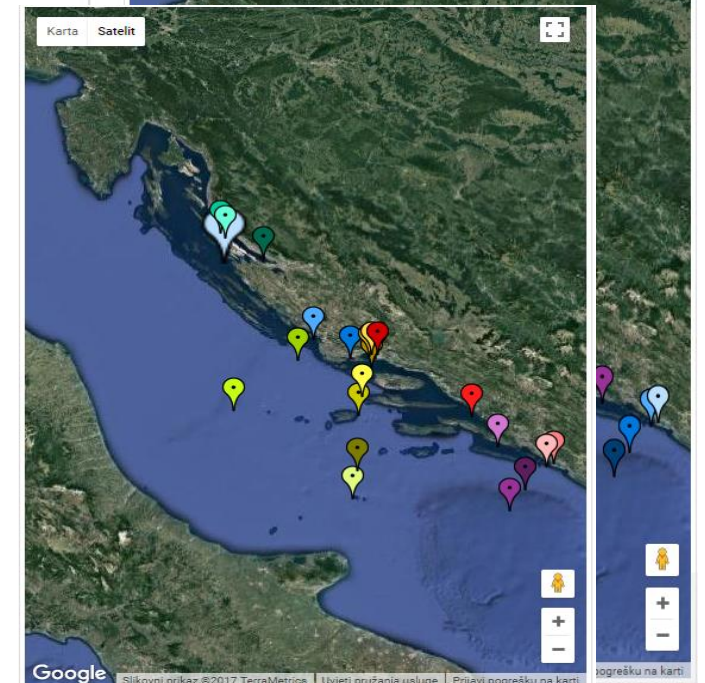 Karta Satelit
Google Slikovni prikaz ©2017 TerraMetrics Uvjeti pružanja usluge Prijavi pogrešku na karti
pogrešku na karti